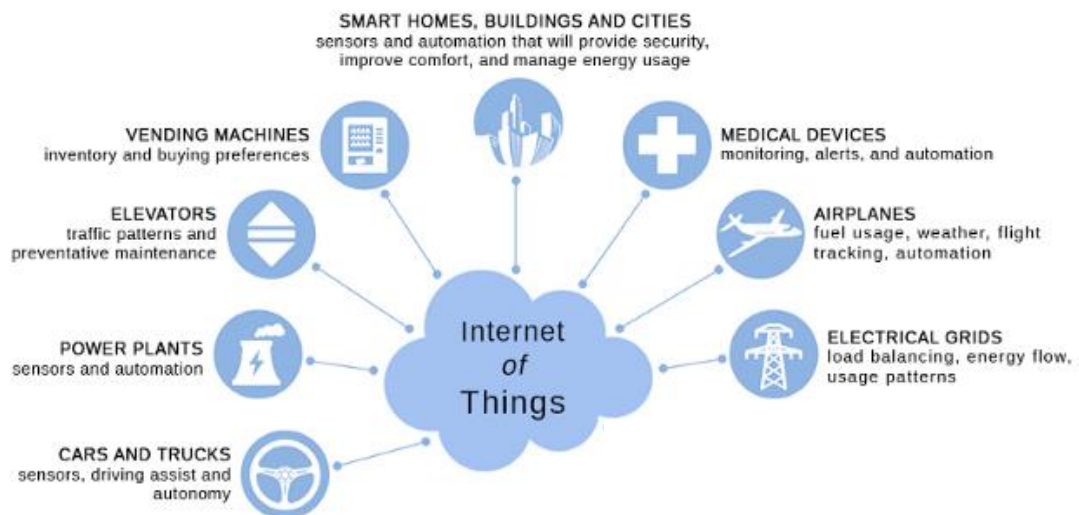 SMART HOMES, BUILDINGS AND CITIES
sensors and automation that will provide security,
improve comfort, and manage energy usage
VENDING MACHINES
inventory and buying preferences
MEDICAL DEVICES
monitoring, alerts, and automation
ELEVATORS
traffic patterns and
preventative maintenance
AIRPLANES
fuel usage, weather, flight
tracking, automation
Internet
of
Things
POWER PLANTS
sensors and automation
ELECTRICAL GRIDS
load balancing, energy flow,
usage patterns
CARS AND TRUCKS
sensors, driving assist and
autonomy